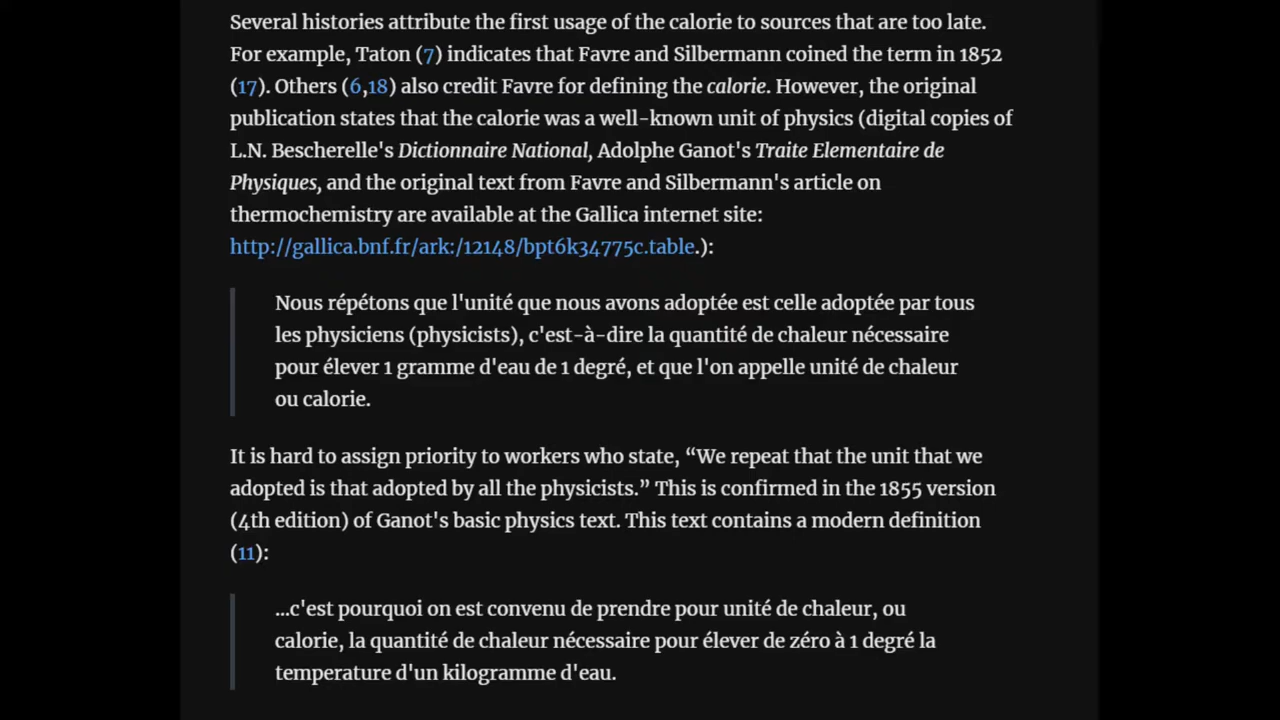 Several histories attribute the first usage of the calorie to sources that are too late.
For example, Taton (7) indicates that Favre and Silbermann coined the term in 1852
(17). Others (6,18) also credit Favre for defining the calorie. However, the original
publication states that the calorie was a well-known unit of physics (digital copies of
L.N. Bescherelle's Dictionnaire National, Adolphe Ganot's Traite Elementaire de
Physiques, and the original text from Favre and Silbermann's article on
thermochemistry are available at the Gallica internet site:
http://gallica.bnf.fr/ark:/12148/bpt6k34775c.table.):
Nous répétons que l'unité que nous avons adoptée est celle adoptée par tous
les physiciens (physicists), c'est-à-dire la quantité de chaleur nécessaire
pour élever 1 gramme d'eau de 1 degré, et que l'on appelle unité de chaleur
ou calorie.
It is hard to assign priority to workers who state, “We repeat that the unit that we
adopted is that adopted by all the physicists.” This is confirmed in the 1855 version
(4th edition) of Ganot's basic physics text. This text contains a modern definition
(11):
...c'est pourquoi on est convenu de prendre pour unité de chaleur, ou
calorie, la quantité de chaleur nécessaire pour élever de zéro à 1 degré la
temperature d'un kilogramme d'eau.